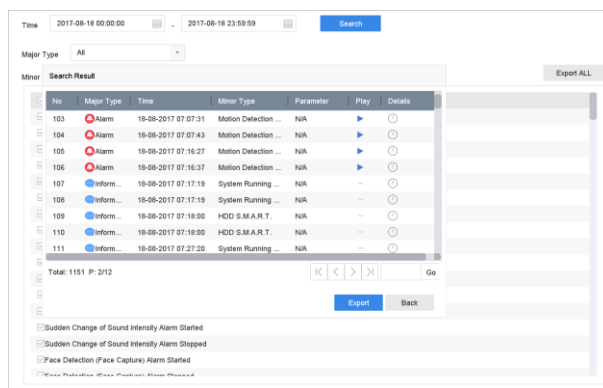 Time 2017-08-18 00:00:00 - 2017-08-18 23:59:59 Search
Major Type All
Minor
Export ALL
Search Result
No Major Type Time Minor Type Parameter Play Details
103 Alarm 18-08-2017 07:07:31 Motion Detection ... N/A
104 Alarm 18-08-2017 07:07:43 Motion Detection ... N/A
105 Alarm 18-08-2017 07:16:27 Motion Detection ... N/A
106 Alarm 18-08-2017 07:16:37 Motion Detection ... N/A
107 Inform... 18-08-2017 07:17:19 System Running ... N/A --
108 Inform... 18-08-2017 07:17:19 System Running ... N/A --
109 Inform... 18-08-2017 07:18:00 HDD S.M.A.R.T. N/A --
110 Inform... 18-08-2017 07:18:00 HDD S.M.A.R.T. N/A --
111 Inform... 18-08-2017 07:27:20 System Running ... N/A --
Total: 1151 P: 2/12 Go
Export Back
Sudden Change of Sound Intensity Alarm Started
Sudden Change of Sound Intensity Alarm Stopped
Face Detection (Face Capture) Alarm Started
Face Detection (Face Capture) Alarm Stopped